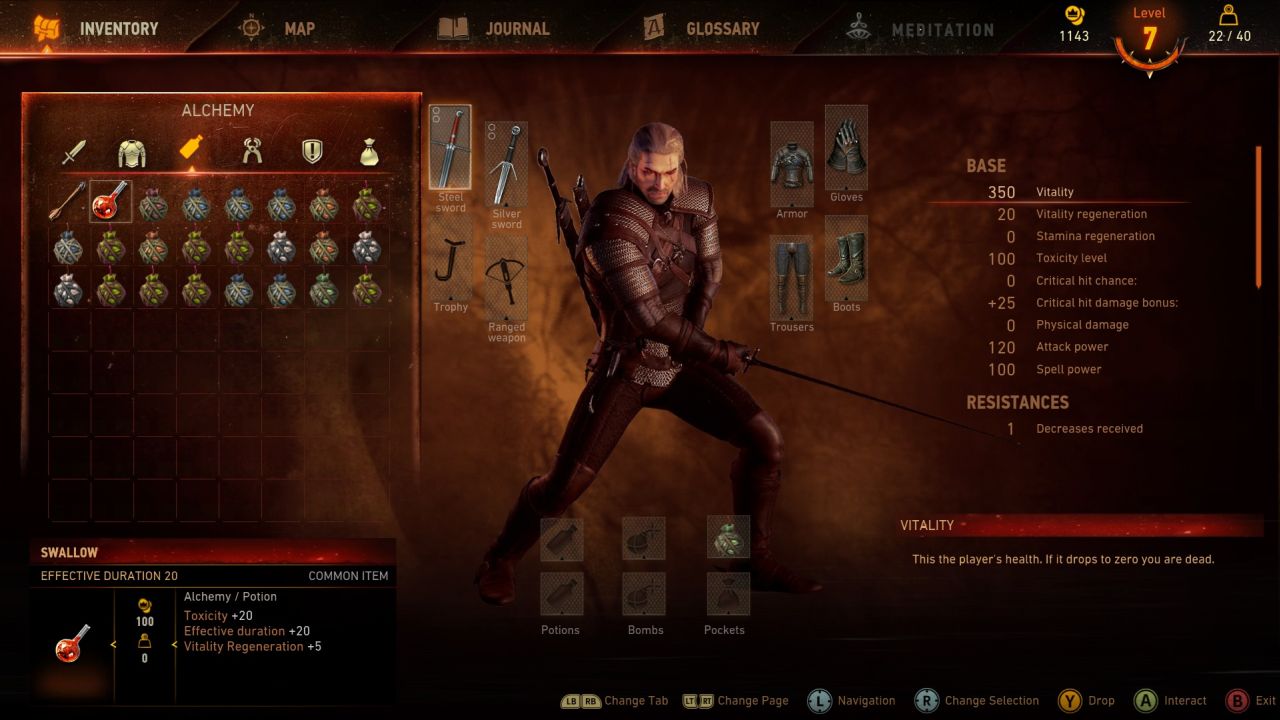 INVENTORY
MAP
JOURNAL
GLOSSARY
MEDITATION
1143
Level
7
22 / 40
ALCHEMY
Steel
sword
Silver
sword
Trophy
Ranged
weapon
Armor
Gloves
Trousers
Boots
BASE
350 Vitality
20 Vitality regeneration
0 Stamina regeneration
100 Toxicity level
0 Critical hit chance:
+25 Critical hit damage bonus:
0 Physical damage
120 Attack power
100 Spell power
RESISTANCES
1 Decreases received
VITALITY
This the player's health. If it drops to zero you are dead.
SWALLOW
EFFECTIVE DURATION 20 COMMON ITEM
Alchemy / Potion
100
0
Toxicity +20
Effective duration +20
Vitality Regeneration +5
Potions
Bombs
Pockets
LB RB Change Tab LT RT Change Page L Navigation R Change Selection Y Drop A Interact B Exit